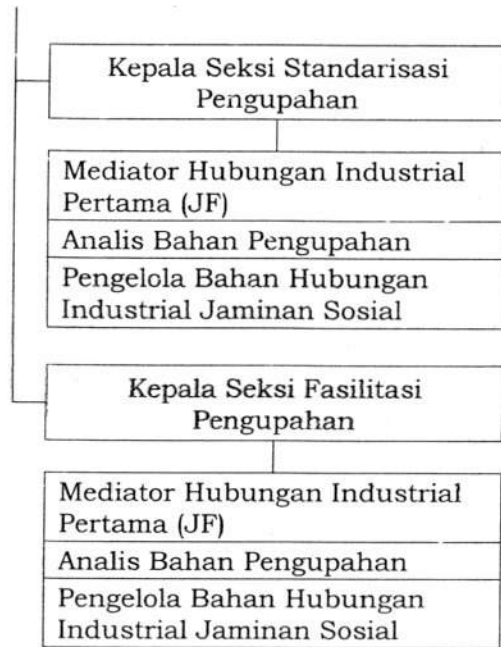 Kepala Seksi Standarisasi
Pengupahan
Mediator Hubungan Industrial
Pertama (JF)
Analis Bahan Pengupahan
Pengelola Bahan Hubungan
Industrial Jaminan Sosial
Kepala Seksi Fasilitasi
Pengupahan
Mediator Hubungan Industrial
Pertama (JF)
Analis Bahan Pengupahan
Pengelola Bahan Hubungan
Industrial Jaminan Sosial